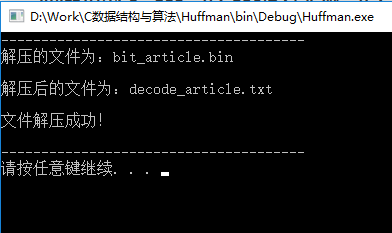 D:\Work\C数据结构与算法\Huffman\bin\Debug\Huffman.exe
------------------------------------
解压的文件为：bit_article.bin
解压后的文件为：decode_article.txt
文件解压成功!
------------------------------------
请按任意键继续. . .